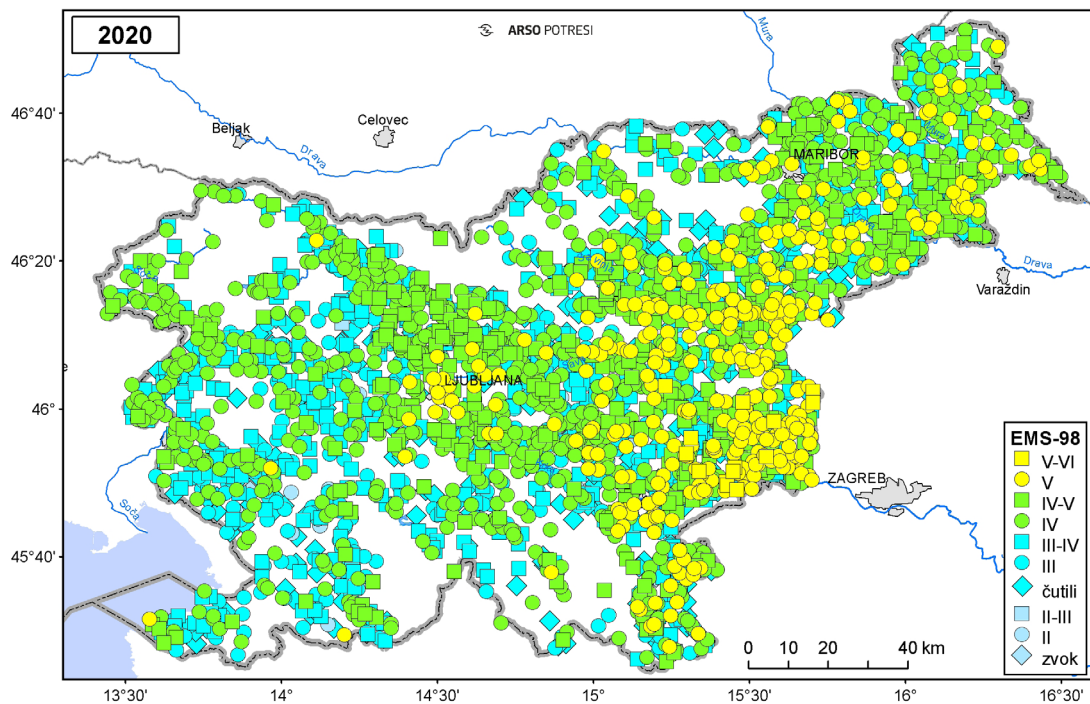 2020
ARSO POTRESI
Mura
46°40'
Beljak
Celovec
Drava
Mura
MARIBOR
46°20'
Drava
Varaždin
LJUBLJANA
Sava
46°
ZAGREB
Soča
45°40'
EMS-98
V-VI
V
IV-V
IV
III-IV
III
čutili
II-III
II
zvok
0 10 20 40 km
13°30'
14°
14°30'
15°
15°30'
16°
16°30'